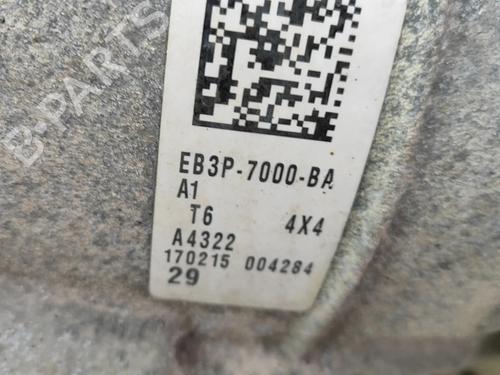 B-PARTS
EB3P-7000-BA
A1
T6 4X4
A4322
170215 004284
29